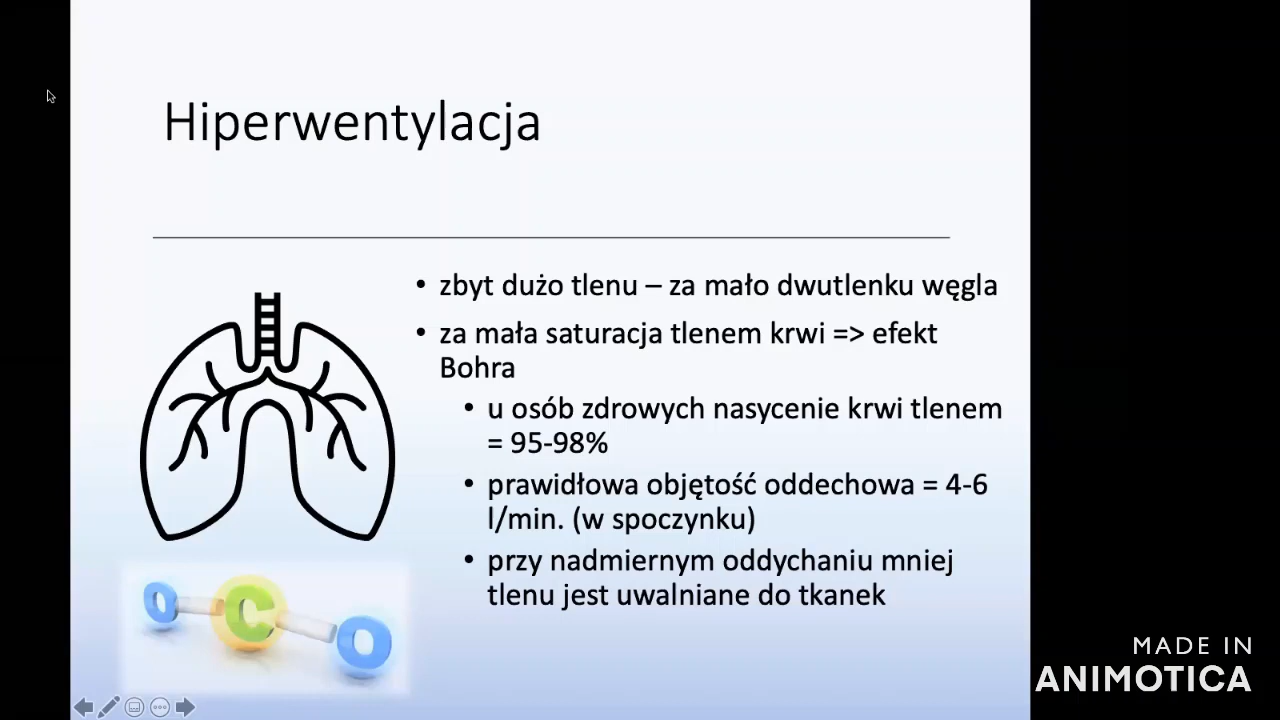 Hiperwentylacja
• zbyt dużo tlenu – za mało dwutlenku węgla
• za mała saturacja tlenem krwi => efekt
Bohra
• u osób zdrowych nasycenie krwi tlenem
= 95-98%
• prawidłowa objętość oddechowa = 4-6
l/min. (w spoczynku)
• przy nadmiernym oddychaniu mniej
tlenu jest uwalniane do tkanek
O C O
MADE IN
ANIMOTICA